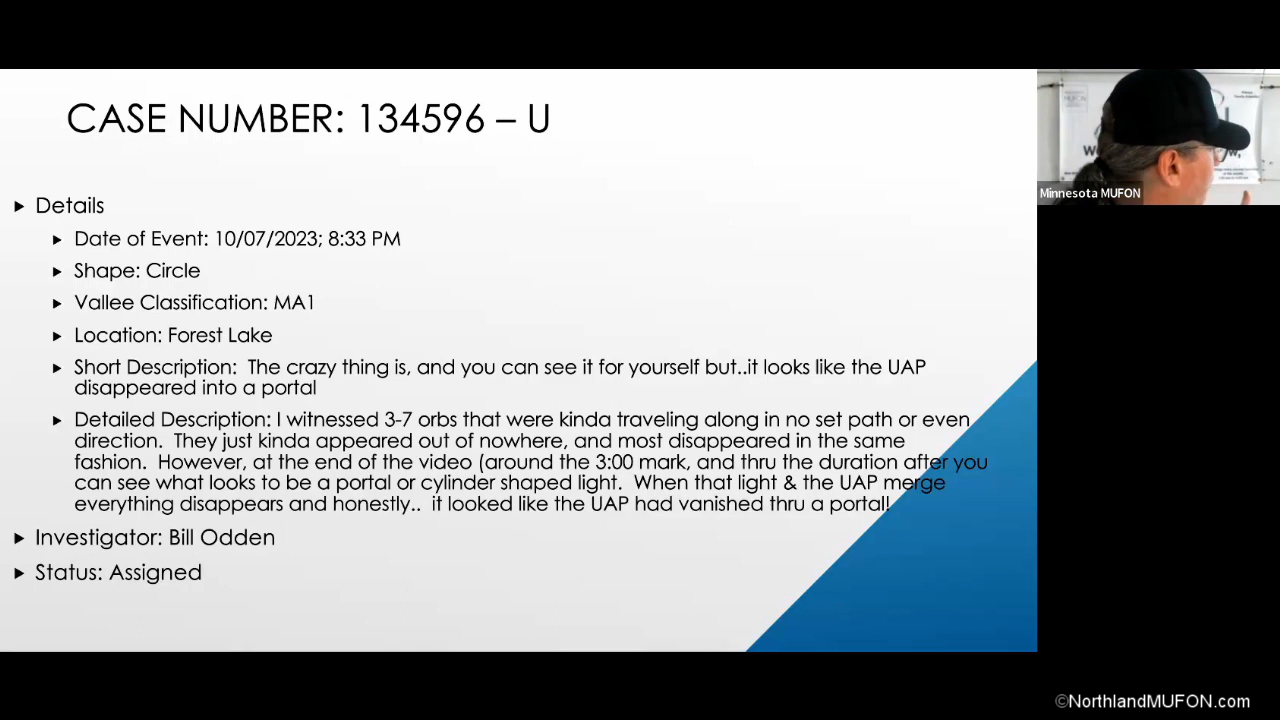 CASE NUMBER: 134596 – U
Details
Date of Event: 10/07/2023; 8:33 PM
Shape: Circle
Vallee Classification: MA1
Location: Forest Lake
Short Description:  The crazy thing is, and you can see it for yourself but..it looks like the UAP
disappeared into a portal
Detailed Description: I witnessed 3-7 orbs that were kinda traveling along in no set path or even
direction.  They just kinda appeared out of nowhere, and most disappeared in the same
fashion.  However, at the end of the video (around the 3:00 mark, and thru the duration after you
can see what looks to be a portal or cylinder shaped light.  When that light & the UAP merge
everything disappears and honestly..  it looked like the UAP had vanished thru a portal!
Investigator: Bill Odden
Status: Assigned
MUFON
Minnesota MUFON
©NorthlandMUFON.com